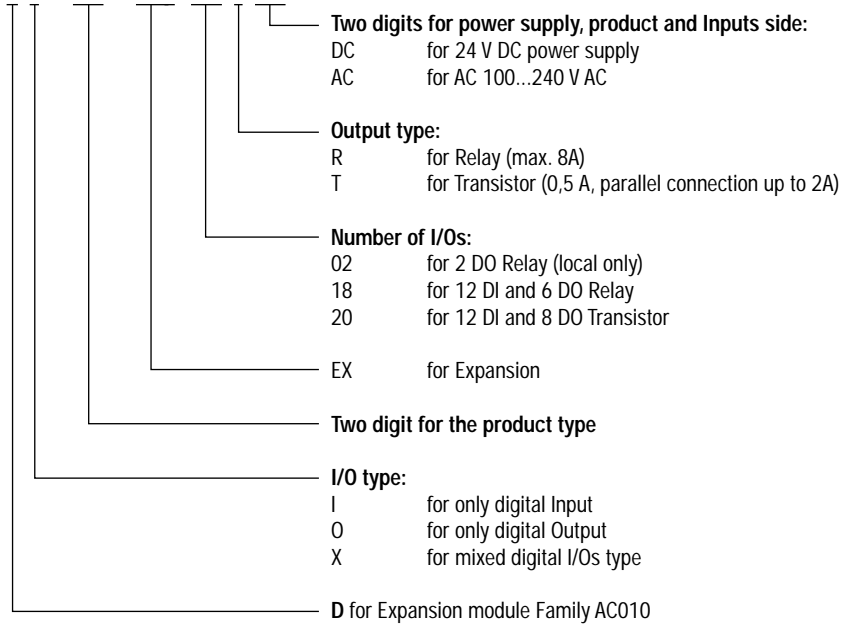 Two digits for power supply, product and Inputs side:
DC for 24 V DC power supply
AC for AC 100...240 V AC
Output type:
R for Relay (max. 8A)
T for Transistor (0,5 A, parallel connection up to 2A)
Number of I/Os:
02 for 2 DO Relay (local only)
18 for 12 DI and 6 DO Relay
20 for 12 DI and 8 DO Transistor
EX for Expansion
Two digit for the product type
I/O type:
I for only digital Input
O for only digital Output
X for mixed digital I/Os type
D for Expansion module Family AC010